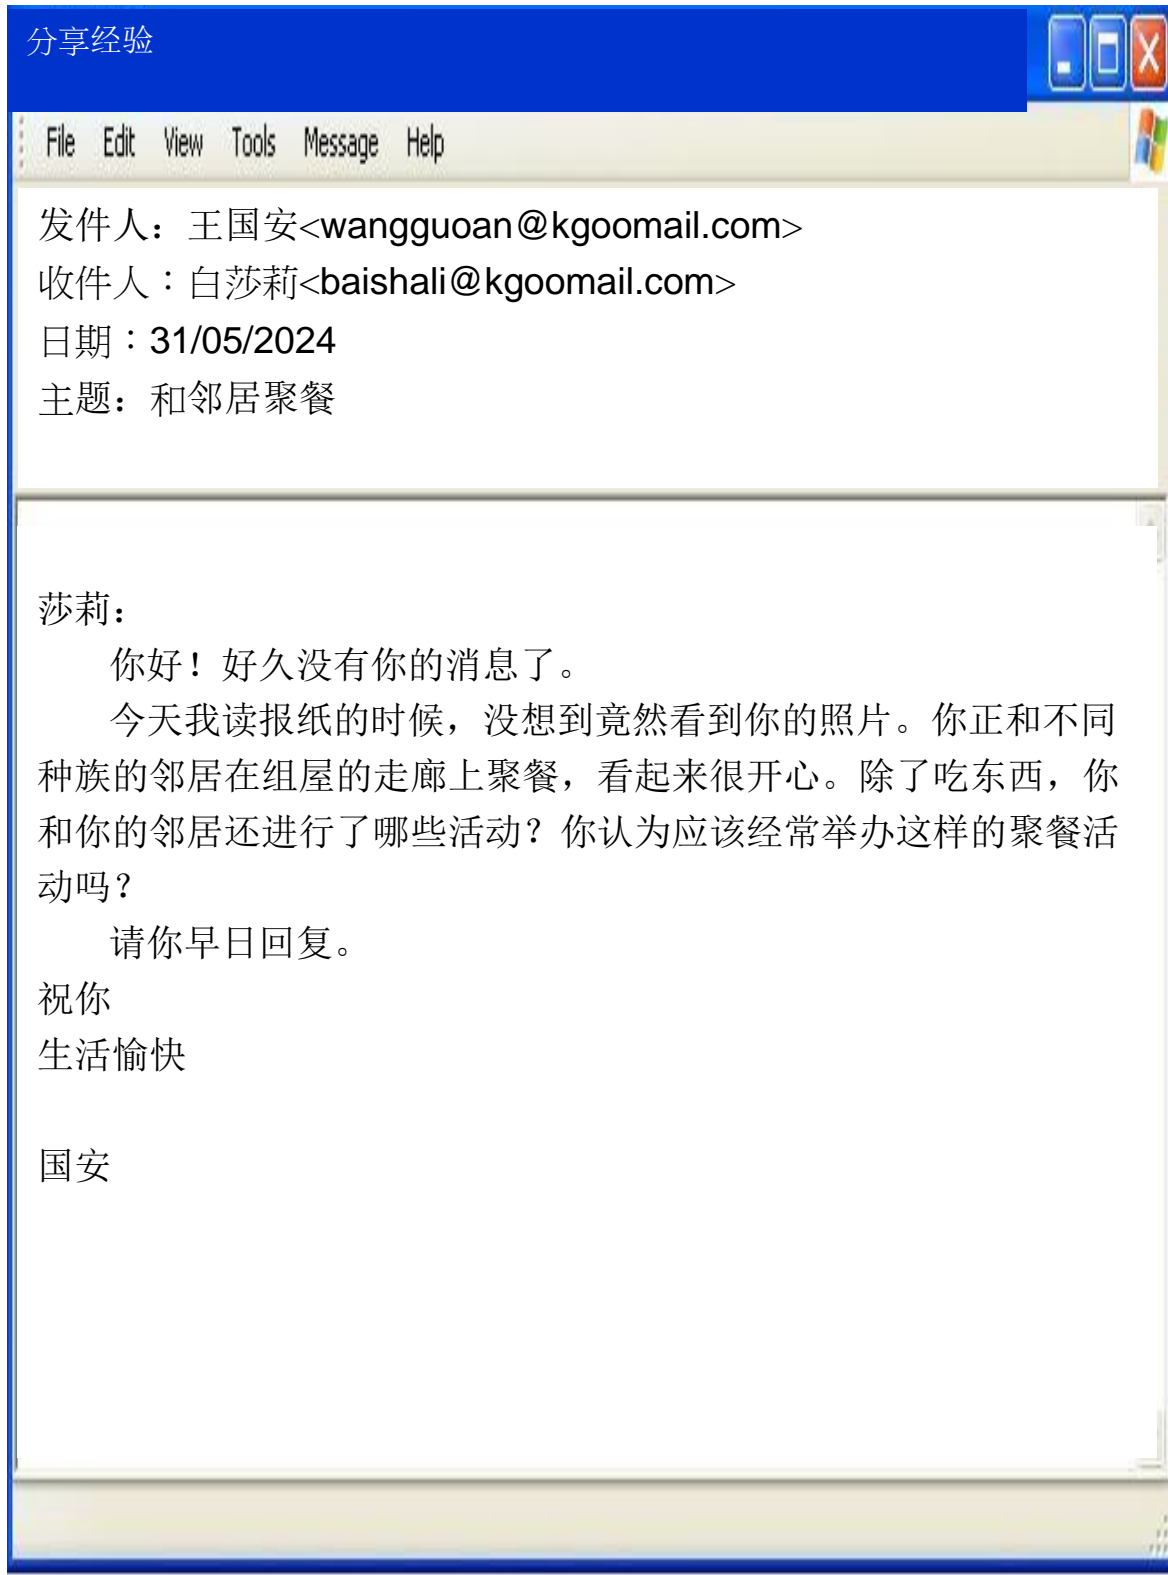 分享经验
File Edit View Tools Message Help
发件人：王国安<wangguoan@kgoomail.com>
收件人：白莎莉<baishali@kgoomail.com>
日期：31/05/2024
主题：和邻居聚餐
莎莉：
你好！好久没有你的消息了。
今天我读报纸的时候，没想到竟然看到你的照片。你正和不同
种族的邻居在组屋的走廊上聚餐，看起来很开心。除了吃东西，你
和你的邻居还进行了哪些活动？你认为应该经常举办这样的聚餐活
动吗？
请你早日回复。
祝你
生活愉快
国安